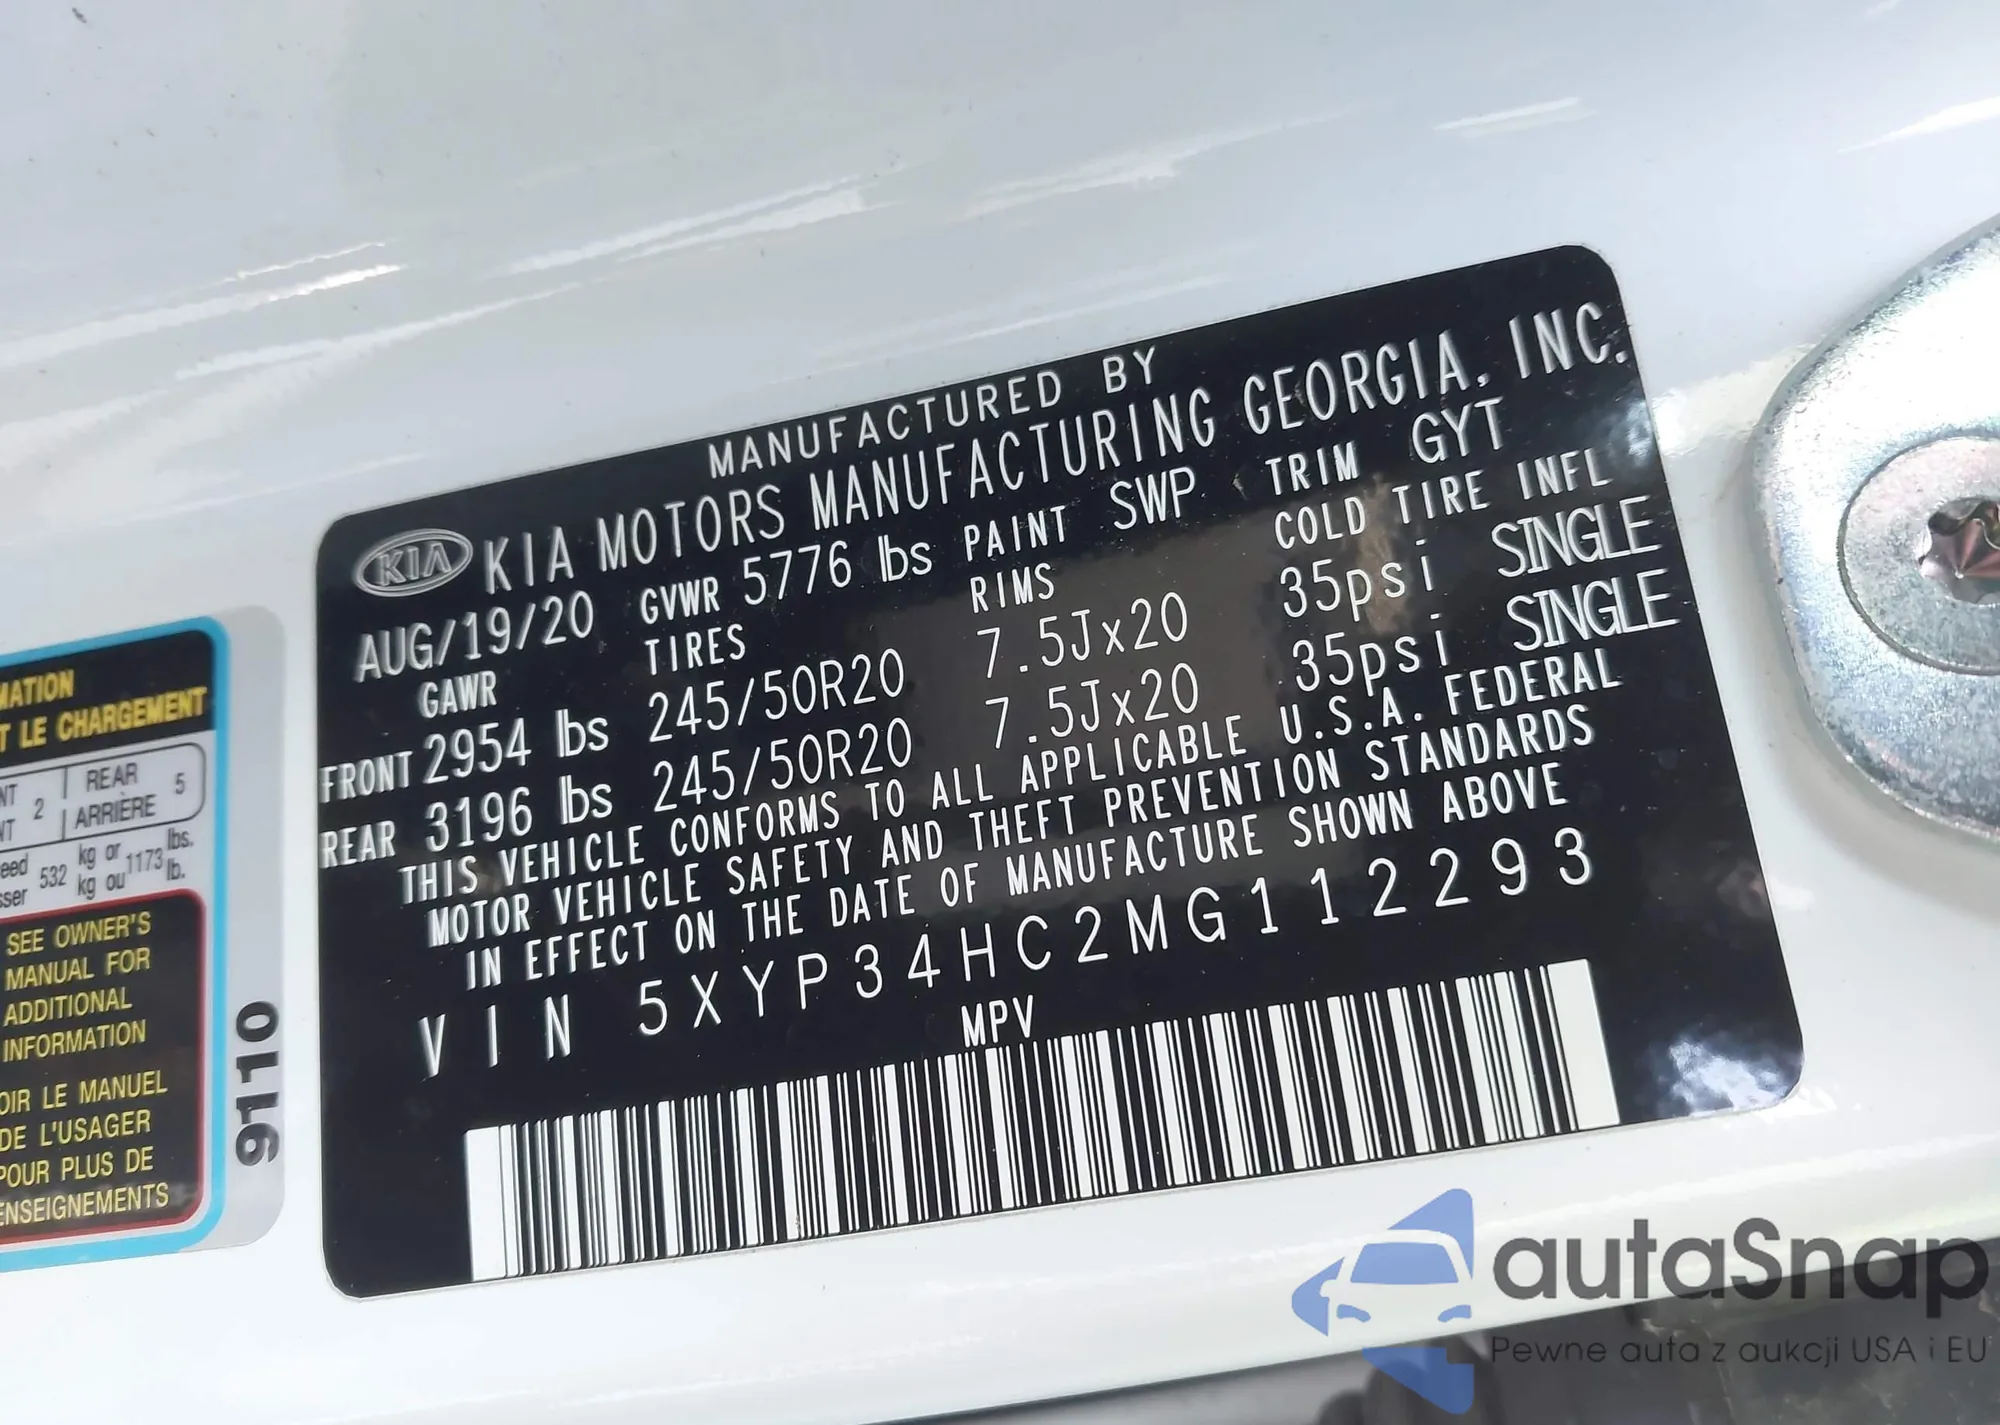 MANUFACTURED BY
KIA KIA MOTORS MANUFACTURING GEORGIA, INC.
AUG/19/20 GVWR 5776 lbs PAINT SWP TRIM GYT
GAWR TIRES RIMS COLD TIRE INFL
FRONT 2954 lbs 245/50R20 7.5Jx20 35psi SINGLE
REAR 3196 lbs 245/50R20 7.5Jx20 35psi SINGLE
THIS VEHICLE CONFORMS TO ALL APPLICABLE U.S.A. FEDERAL
MOTOR VEHICLE SAFETY AND THEFT PREVENTION STANDARDS
IN EFFECT ON THE DATE OF MANUFACTURE SHOWN ABOVE
VIN 5XYP34HC2MG112293
MPV
LE CHARGEMENT
2 REAR 5
ARRIÈRE
532 kg or 1173 lbs.
kg ou lb.
SEE OWNER'S
MANUAL FOR
ADDITIONAL
INFORMATION
LE MANUEL
DE L'USAGER
POUR PLUS DE
9110
autaSnap
Pewne auta z aukcji USA i EU